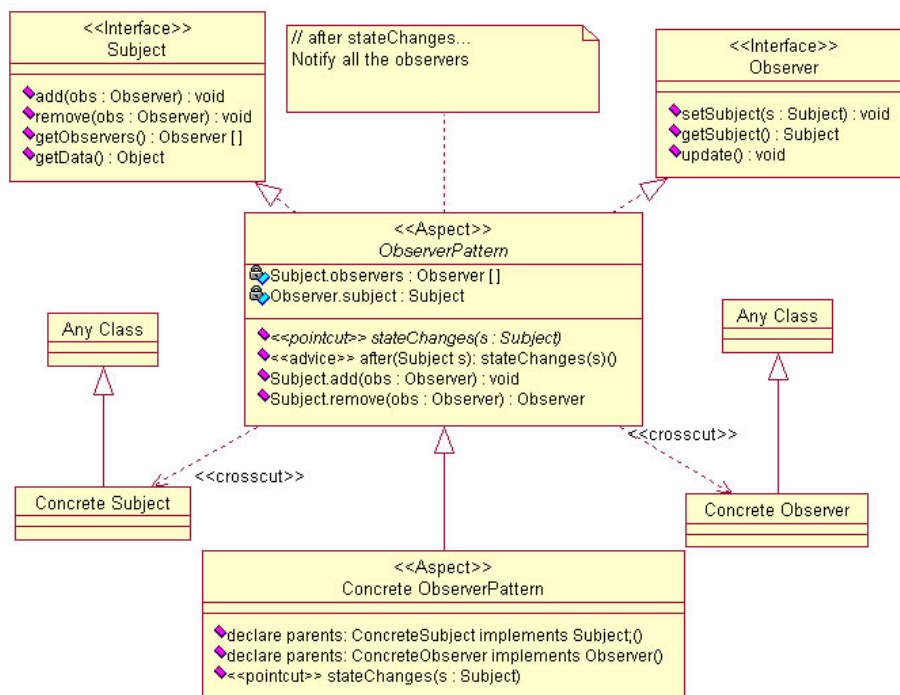 <<Interface>>
Subject
add(obs : Observer) : void
remove(obs : Observer) : void
getObservers() : Observer [ ]
getData() : Object
// after stateChanges...
Notify all the observers
<<Interface>>
Observer
setSubject(s : Subject) : void
getSubject() : Subject
update() : void
<<Aspect>>
ObserverPattern
Subject.observers : Observer [ ]
Observer.subject : Subject
<<pointcut>> stateChanges(s : Subject)
<<advice>> after(Subject s): stateChanges(s)()
Subject.add(obs : Observer) : void
Subject.remove(obs : Observer) : Observer
Any Class
Any Class
<<crosscut>>
<<crosscut>>
Concrete Subject
Concrete Observer
<<Aspect>>
Concrete ObserverPattern
declare parents: ConcreteSubject implements Subject;()
declare parents: ConcreteObserver implements Observer()
<<pointcut>> stateChanges(s : Subject)